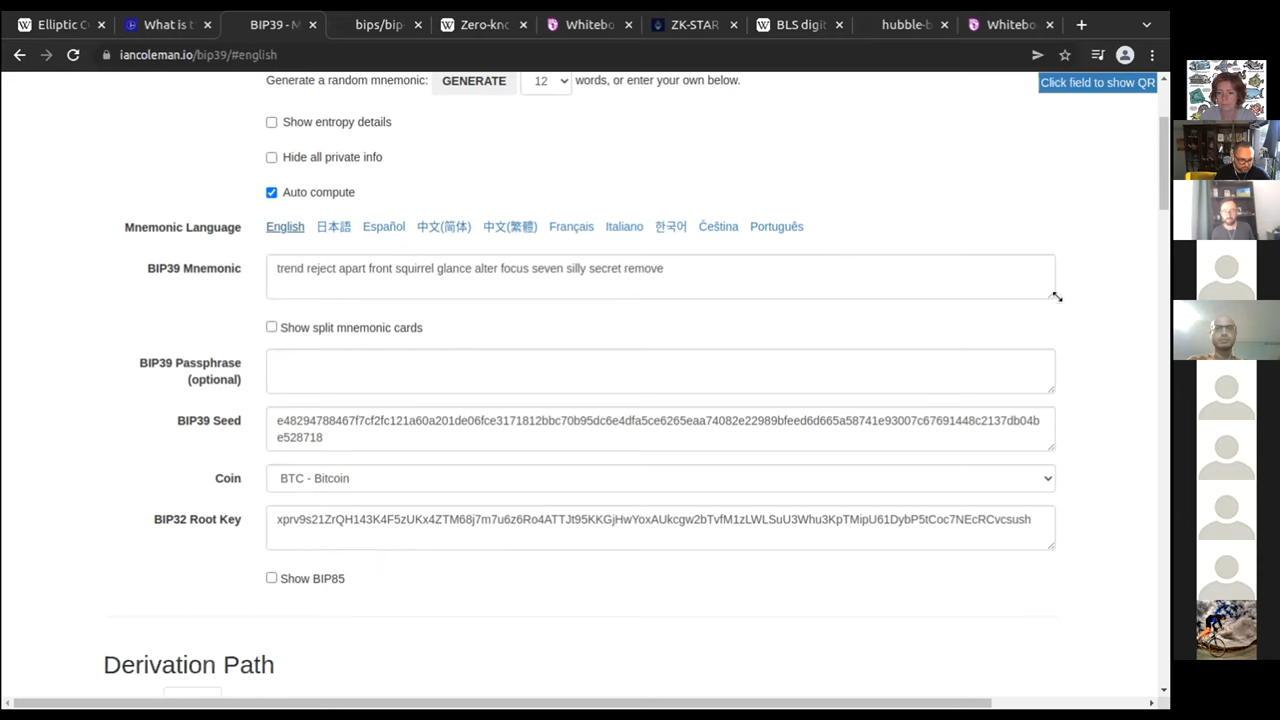 Elliptic C
What is t
BIP39 - M
bips/bip-
Zero-kno
Whitebo
ZK-STAR
BLS digit
hubble-b
Whitebo
iancoleman.io/bip39/#english
Generate a random mnemonic: GENERATE 12 words, or enter your own below.
Click field to show QR
Show entropy details
Hide all private info
Auto compute
Mnemonic Language English 日本語 Español 中文(简体) 中文(繁體) Français Italiano 한국어 Čeština Português
BIP39 Mnemonic trend reject apart front squirrel glance alter focus seven silly secret remove
Show split mnemonic cards
BIP39 Passphrase
(optional)
BIP39 Seed e48294788467f7cf2fc121a60a201de06fce3171812bbc70b95dc6e4dfa5ce6265eaa74082e22989bfeed6d665a58741e93007c67691448c2137db04b
e528718
Coin BTC - Bitcoin
BIP32 Root Key xprv9s21ZrQH143K4F5zUKx4ZTM68j7m7u6z6Ro4ATTJt95KKGjHwYoxAUkcgw2bTvfM1zLWLSuU3Whu3KpTMipU61DybP5tCoc7NEcRCvcsush
Show BIP85
Derivation Path